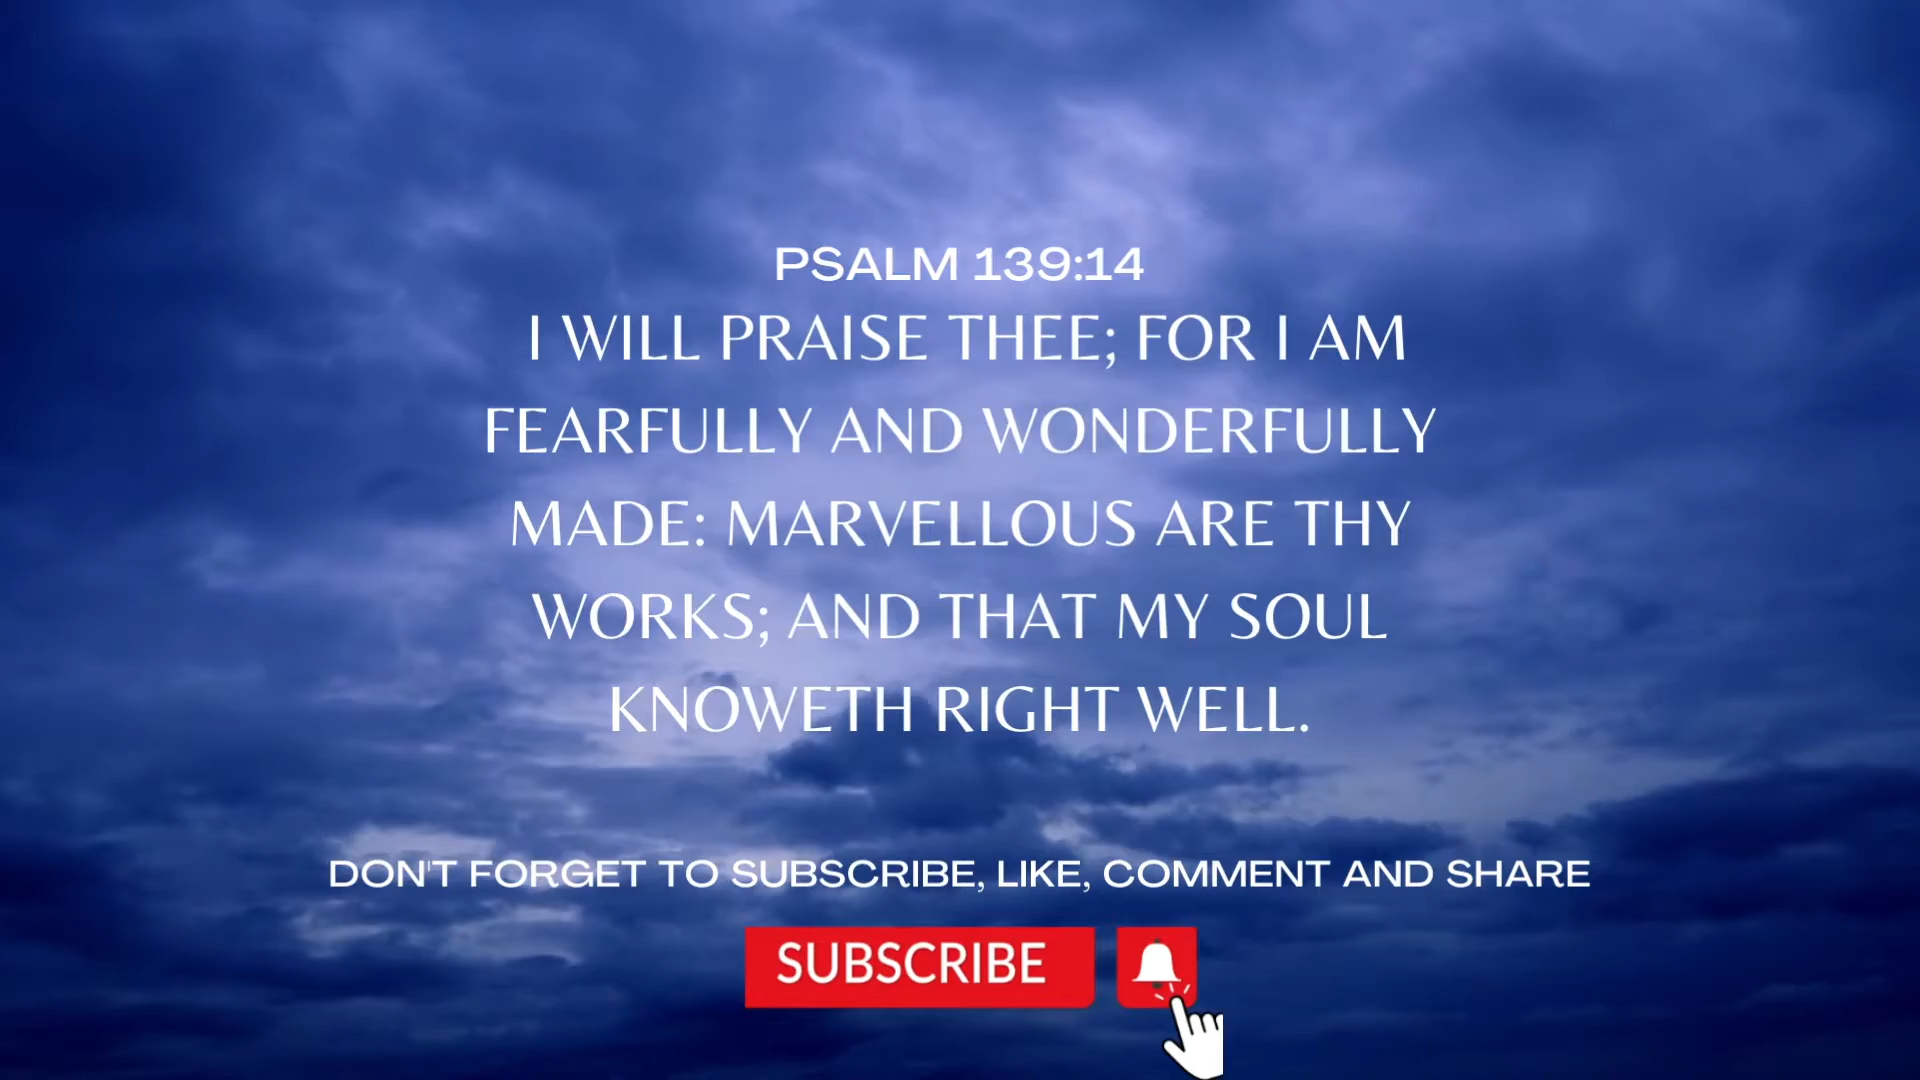 PSALM 139:14
I WILL PRAISE THEE; FOR I AM
FEARFULLY AND WONDERFULLY
MADE: MARVELLOUS ARE THY
WORKS; AND THAT MY SOUL
KNOWETH RIGHT WELL.
DON'T FORGET TO SUBSCRIBE, LIKE, COMMENT AND SHARE
SUBSCRIBE